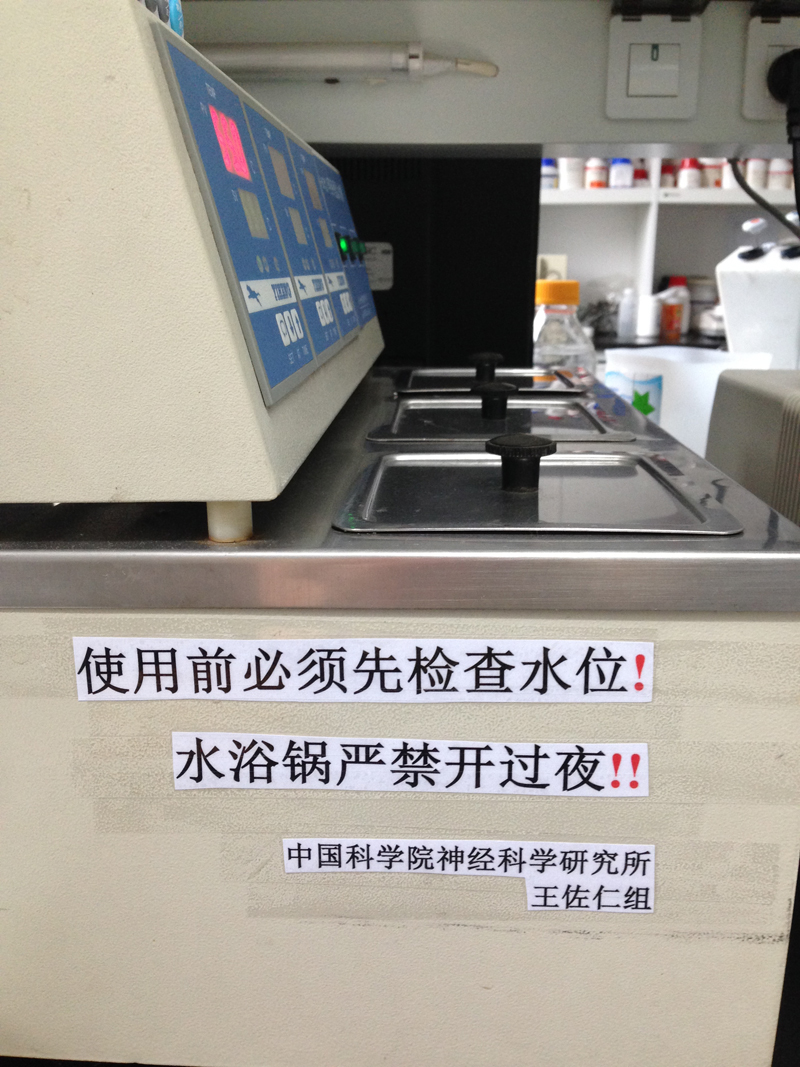 使用前必须先检查水位!
水浴锅严禁开过夜!!
中国科学院神经科学研究所
王佐仁组